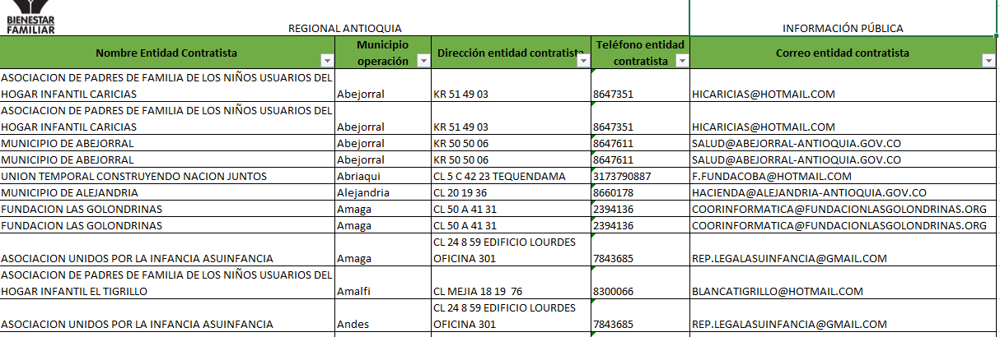 BIENESTAR
FAMILIAR
REGIONAL ANTIOQUIA INFORMACIÓN PÚBLICA
Nombre Entidad Contratista Municipio operación Dirección entidad contratista Teléfono entidad contratista Correo entidad contratista
ASOCIACION DE PADRES DE FAMILIA DE LOS NIÑOS USUARIOS DEL
HOGAR INFANTIL CARICIAS Abejorral KR 51 49 03 8647351 HICARICIAS@HOTMAIL.COM
ASOCIACION DE PADRES DE FAMILIA DE LOS NIÑOS USUARIOS DEL
HOGAR INFANTIL CARICIAS Abejorral KR 51 49 03 8647351 HICARICIAS@HOTMAIL.COM
MUNICIPIO DE ABEJORRAL Abejorral KR 50 50 06 8647611 SALUD@ABEJORRAL-ANTIOQUIA.GOV.CO
MUNICIPIO DE ABEJORRAL Abejorral KR 50 50 06 8647611 SALUD@ABEJORRAL-ANTIOQUIA.GOV.CO
UNION TEMPORAL CONSTRUYENDO NACION JUNTOS Abriaqui CL 5 C 42 23 TEQUENDAMA 3173790887 F.FUNDACOBA@HOTMAIL.COM
MUNICIPIO DE ALEJANDRIA Alejandria CL 20 19 36 8660178 HACIENDA@ALEJANDRIA-ANTIOQUIA.GOV.CO
FUNDACION LAS GOLONDRINAS Amaga CL 50 A 41 31 2394136 COORINFORMATICA@FUNDACIONLASGOLONDRINAS.ORG
FUNDACION LAS GOLONDRINAS Amaga CL 50 A 41 31 2394136 COORINFORMATICA@FUNDACIONLASGOLONDRINAS.ORG
CL 24 8 59 EDIFICIO LOURDES
ASOCIACION UNIDOS POR LA INFANCIA ASUINFANCIA Amaga OFICINA 301 7843685 REP.LEGALASUINFANCIA@GMAIL.COM
ASOCIACION DE PADRES DE FAMILIA DE LOS NIÑOS USUARIOS DEL
HOGAR INFANTIL EL TIGRILLO Amalfi CL MEJIA 18 19 76 8300066 BLANCATIGRILLO@HOTMAIL.COM
CL 24 8 59 EDIFICIO LOURDES
ASOCIACION UNIDOS POR LA INFANCIA ASUINFANCIA Andes OFICINA 301 7843685 REP.LEGALASUINFANCIA@GMAIL.COM